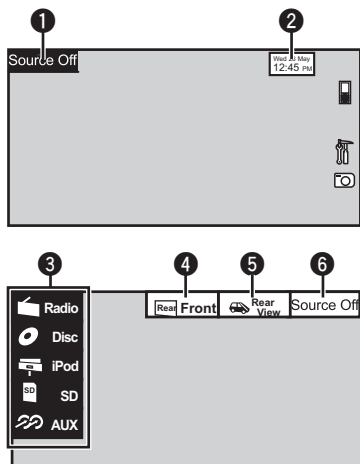 1
2
Source Off
Wed May
12:45 PM
3
4
5
6
Radio
Disc
iPod
SD
SD
AUX
Rear Front
Rear
View
Source Off